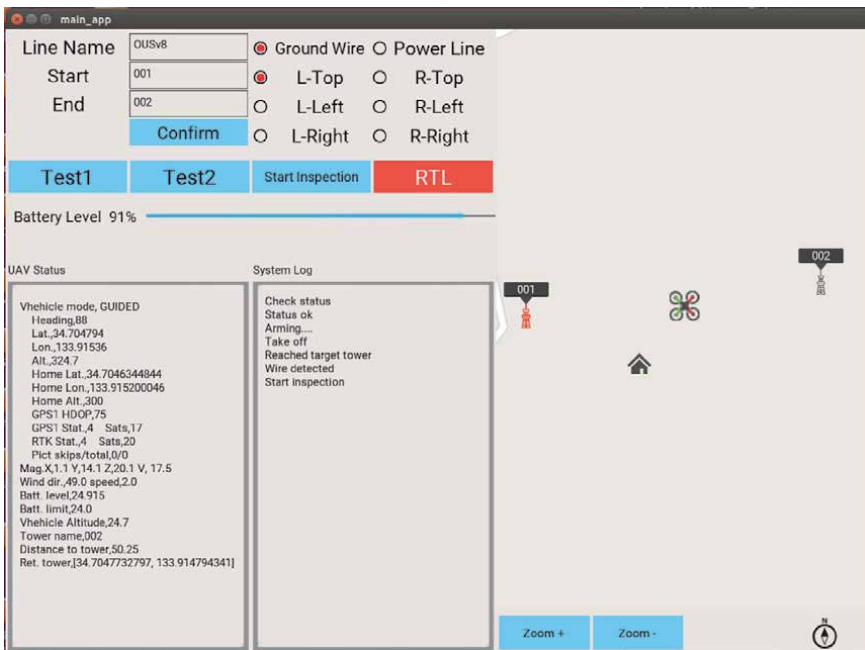 main_app
Line Name OUSv8 Ground Wire Power Line
Start 001 L-Top R-Top
End 002 L-Left R-Left
Confirm L-Right R-Right
Test1 Test2 Start Inspection RTL
Battery Level 91%
UAV Status
Vhehicle mode, GUIDED
Heading,88
Lat.,34.704794
Lon.,133.91536
Alt.,324.7
Home Lat.,34.7046344844
Home Lon.,133.915200046
Home Alt.,300
GPS1 HDOP,75
GPS1 Stat.,4 Sats,17
RTK Stat.,4 Sats,20
Pict skips/total,0/0
Mag.X,1.1 Y,14.1 Z,20.1 V, 17.5
Wind dir.,49.0 speed,2.0
Batt. level,24.915
Batt. limit,24.0
Vhehicle Altitude,24.7
Tower name,002
Distance to tower,50.25
Ret. tower,[34.7047732797, 133.914794341]
System Log
Check status
Status ok
Arming....
Take off
Reached target tower
Wire detected
Start inspection
001
002
Zoom +
Zoom -
N